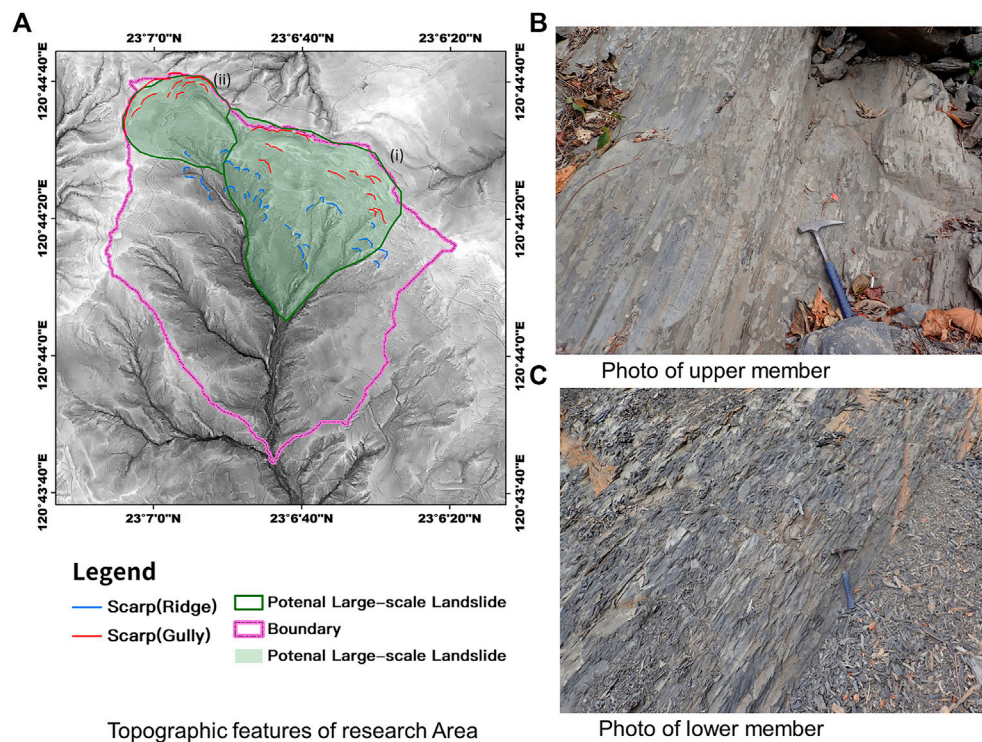 A
23°7'0"N
23°6'40"N
23°6'20"N
120°44'40"E
120°44'20"E
120°44'0"E
120°43'40"E
(ii)
(i)
120°44'40"E
120°44'20"E
120°44'0"E
120°43'40"E
23°7'0"N
23°6'40"N
23°6'20"N
Legend
Scarp(Ridge)
Scarp(Gully)
Potenal Large-scale Landslide
Boundary
Potenal Large-scale Landslide
Topographic features of research Area
B
Photo of upper member
C
Photo of lower member